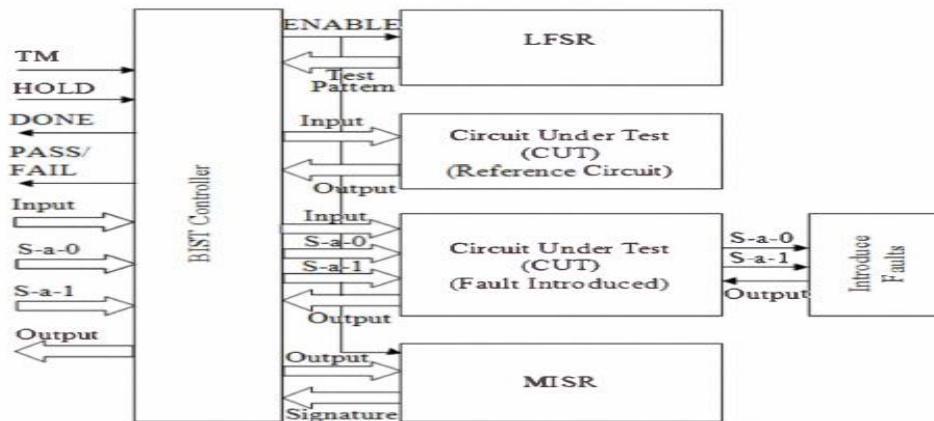 TM
HOLD
DONE
PASS/
FAIL
Input
S-a-0
S-a-1
Output
BIST Controller
ENABLE
Test
Pattern
Input
Output
Input
S-a-0
S-a-1
Output
Output
Signature
LFSR
Circuit Under Test
(CUT)
(Reference Circuit)
Circuit Under Test
(CUT)
(Fault Introduced)
MISR
S-a-0
S-a-1
Output
Introduce
Faults